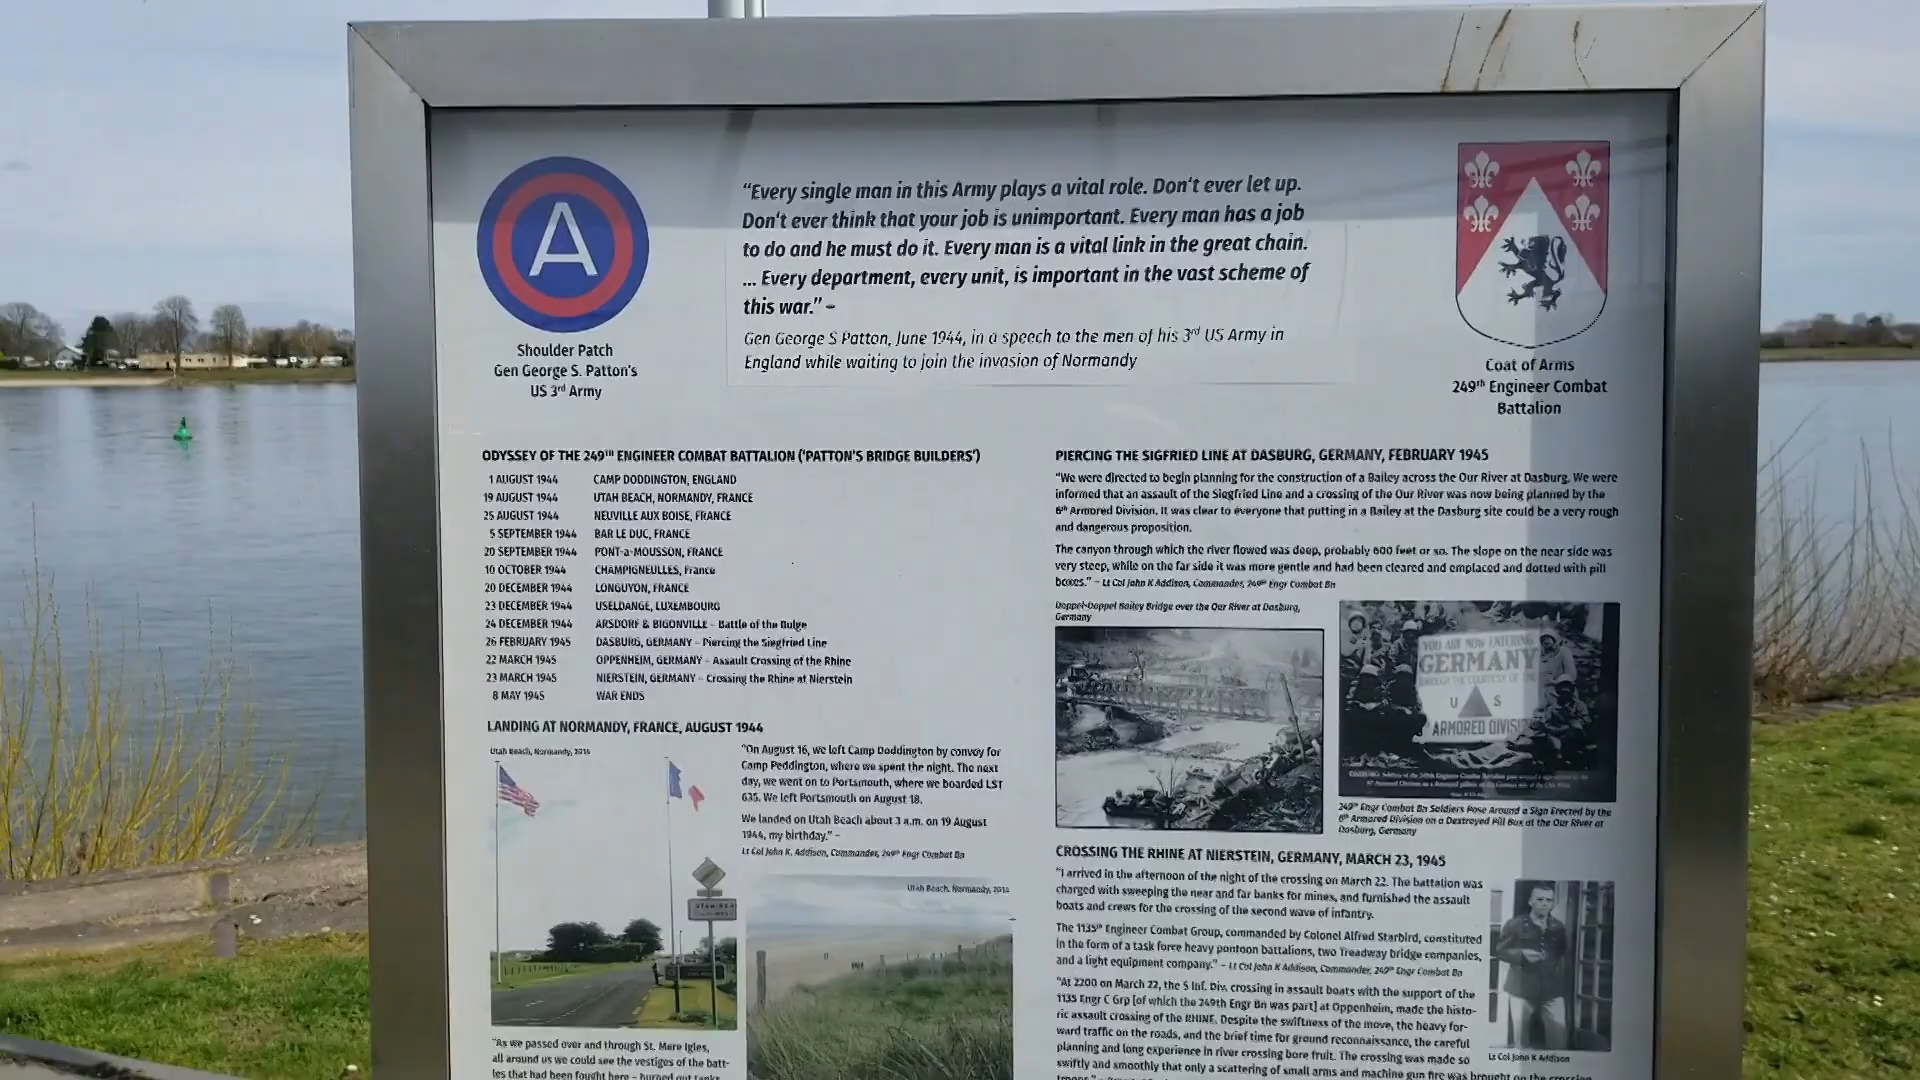 A
Shoulder Patch
Gen George S. Patton's
US 3rd Army
“Every single man in this Army plays a vital role. Don't ever let up.
Don't ever think that your job is unimportant. Every man has a job
to do and he must do it. Every man is a vital link in the great chain.
... Every department, every unit, is important in the vast scheme of
this war.” –
Gen George S Patton, June 1944, in a speech to the men of his 3rd US Army in
England while waiting to join the invasion of Normandy
Coat of Arms
249th Engineer Combat
Battalion
ODYSSEY OF THE 249TH ENGINEER COMBAT BATTALION ('PATTON'S BRIDGE BUILDERS')
1 AUGUST 1944 CAMP DODDINGTON, ENGLAND
19 AUGUST 1944 UTAH BEACH, NORMANDY, FRANCE
25 AUGUST 1944 NEUVILLE AUX BOISE, FRANCE
5 SEPTEMBER 1944 BAR LE DUC, FRANCE
20 SEPTEMBER 1944 PONT-a-MOUSSON, FRANCE
10 OCTOBER 1944 CHAMPIGNEULLES, France
20 DECEMBER 1944 LONGUYON, FRANCE
23 DECEMBER 1944 USELDANGE, LUXEMBOURG
24 DECEMBER 1944 ARSDORF & BIGONVILLE – Battle of the Bulge
26 FEBRUARY 1945 DASBURG, GERMANY – Piercing the Siegfried Line
22 MARCH 1945 OPPENHEIM, GERMANY – Assault Crossing of the Rhine
23 MARCH 1945 NIERSTEIN, GERMANY – Crossing the Rhine at Nierstein
8 MAY 1945 WAR ENDS
LANDING AT NORMANDY, FRANCE, AUGUST 1944
Utah Beach, Normandy, 2015
“On August 16, we left Camp Doddington by convoy for
Camp Peddington, where we spent the night. The next
day, we went on to Portsmouth, where we boarded LST
635. We left Portsmouth on August 18.
We landed on Utah Beach about 3 a.m. on 19 August
1944, my birthday.” –
Lt Col John K. Addison, Commander, 249th Engr Combat Bn
Utah Beach, Normandy, 2015
“As we passed over and through St. Mere Igles,
all around us we could see the vestiges of the batt-
les that had been fought here – burned out tanks,
PIERCING THE SIGFRIED LINE AT DASBURG, GERMANY, FEBRUARY 1945
“We were directed to begin planning for the construction of a Bailey across the Our River at Dasburg. We were
informed that an assault of the Siegfried Line and a crossing of the Our River was now being planned by the
6th Armored Division. It was clear to everyone that putting in a Bailey at the Dasburg site could be a very rough
and dangerous proposition.
The canyon through which the river flowed was deep, probably 600 feet or so. The slope on the near side was
very steep, while on the far side it was more gentle and had been cleared and emplaced and dotted with pill
boxes.” – Lt Col John K Addison, Commander, 249th Engr Combat Bn
Doppel-Doppel Bailey Bridge over the Our River at Dasburg,
Germany
YOU ARE NOW ENTERING
GERMANY
THROUGH THE COURTESY OF THE
U S
ARMORED DIVISI
249th Engr Combat Bn Soldiers Pose Around a Sign Erected by the
6th Armored Division on a Destroyed Pill Box at the Our River at
Dasburg, Germany
CROSSING THE RHINE AT NIERSTEIN, GERMANY, MARCH 23, 1945
“I arrived in the afternoon of the night of the crossing on March 22. The battalion was
charged with sweeping the near and far banks for mines, and furnished the assault
boats and crews for the crossing of the second wave of infantry.
The 1135th Engineer Combat Group, commanded by Colonel Alfred Starbird, constituted
in the form of a task force heavy pontoon battalions, two Treadway bridge companies,
and a light equipment company.” – Lt Col John K Addison, Commander, 249th Engr Combat Bn
“At 2200 on March 22, the 5 Inf. Div. crossing in assault boats with the support of the
1135 Engr C Grp [of which the 249th Engr Bn was part] at Oppenheim, made the histo-
ric assault crossing of the RHINE. Despite the swiftness of the move, the heavy for-
ward traffic on the roads, and the brief time for ground reconnaissance, the careful
planning and long experience in river crossing bore fruit. The crossing was made so
swiftly and smoothly that only a scattering of small arms and machine gun fire was brought on the crossing
Lt Col John K Addison